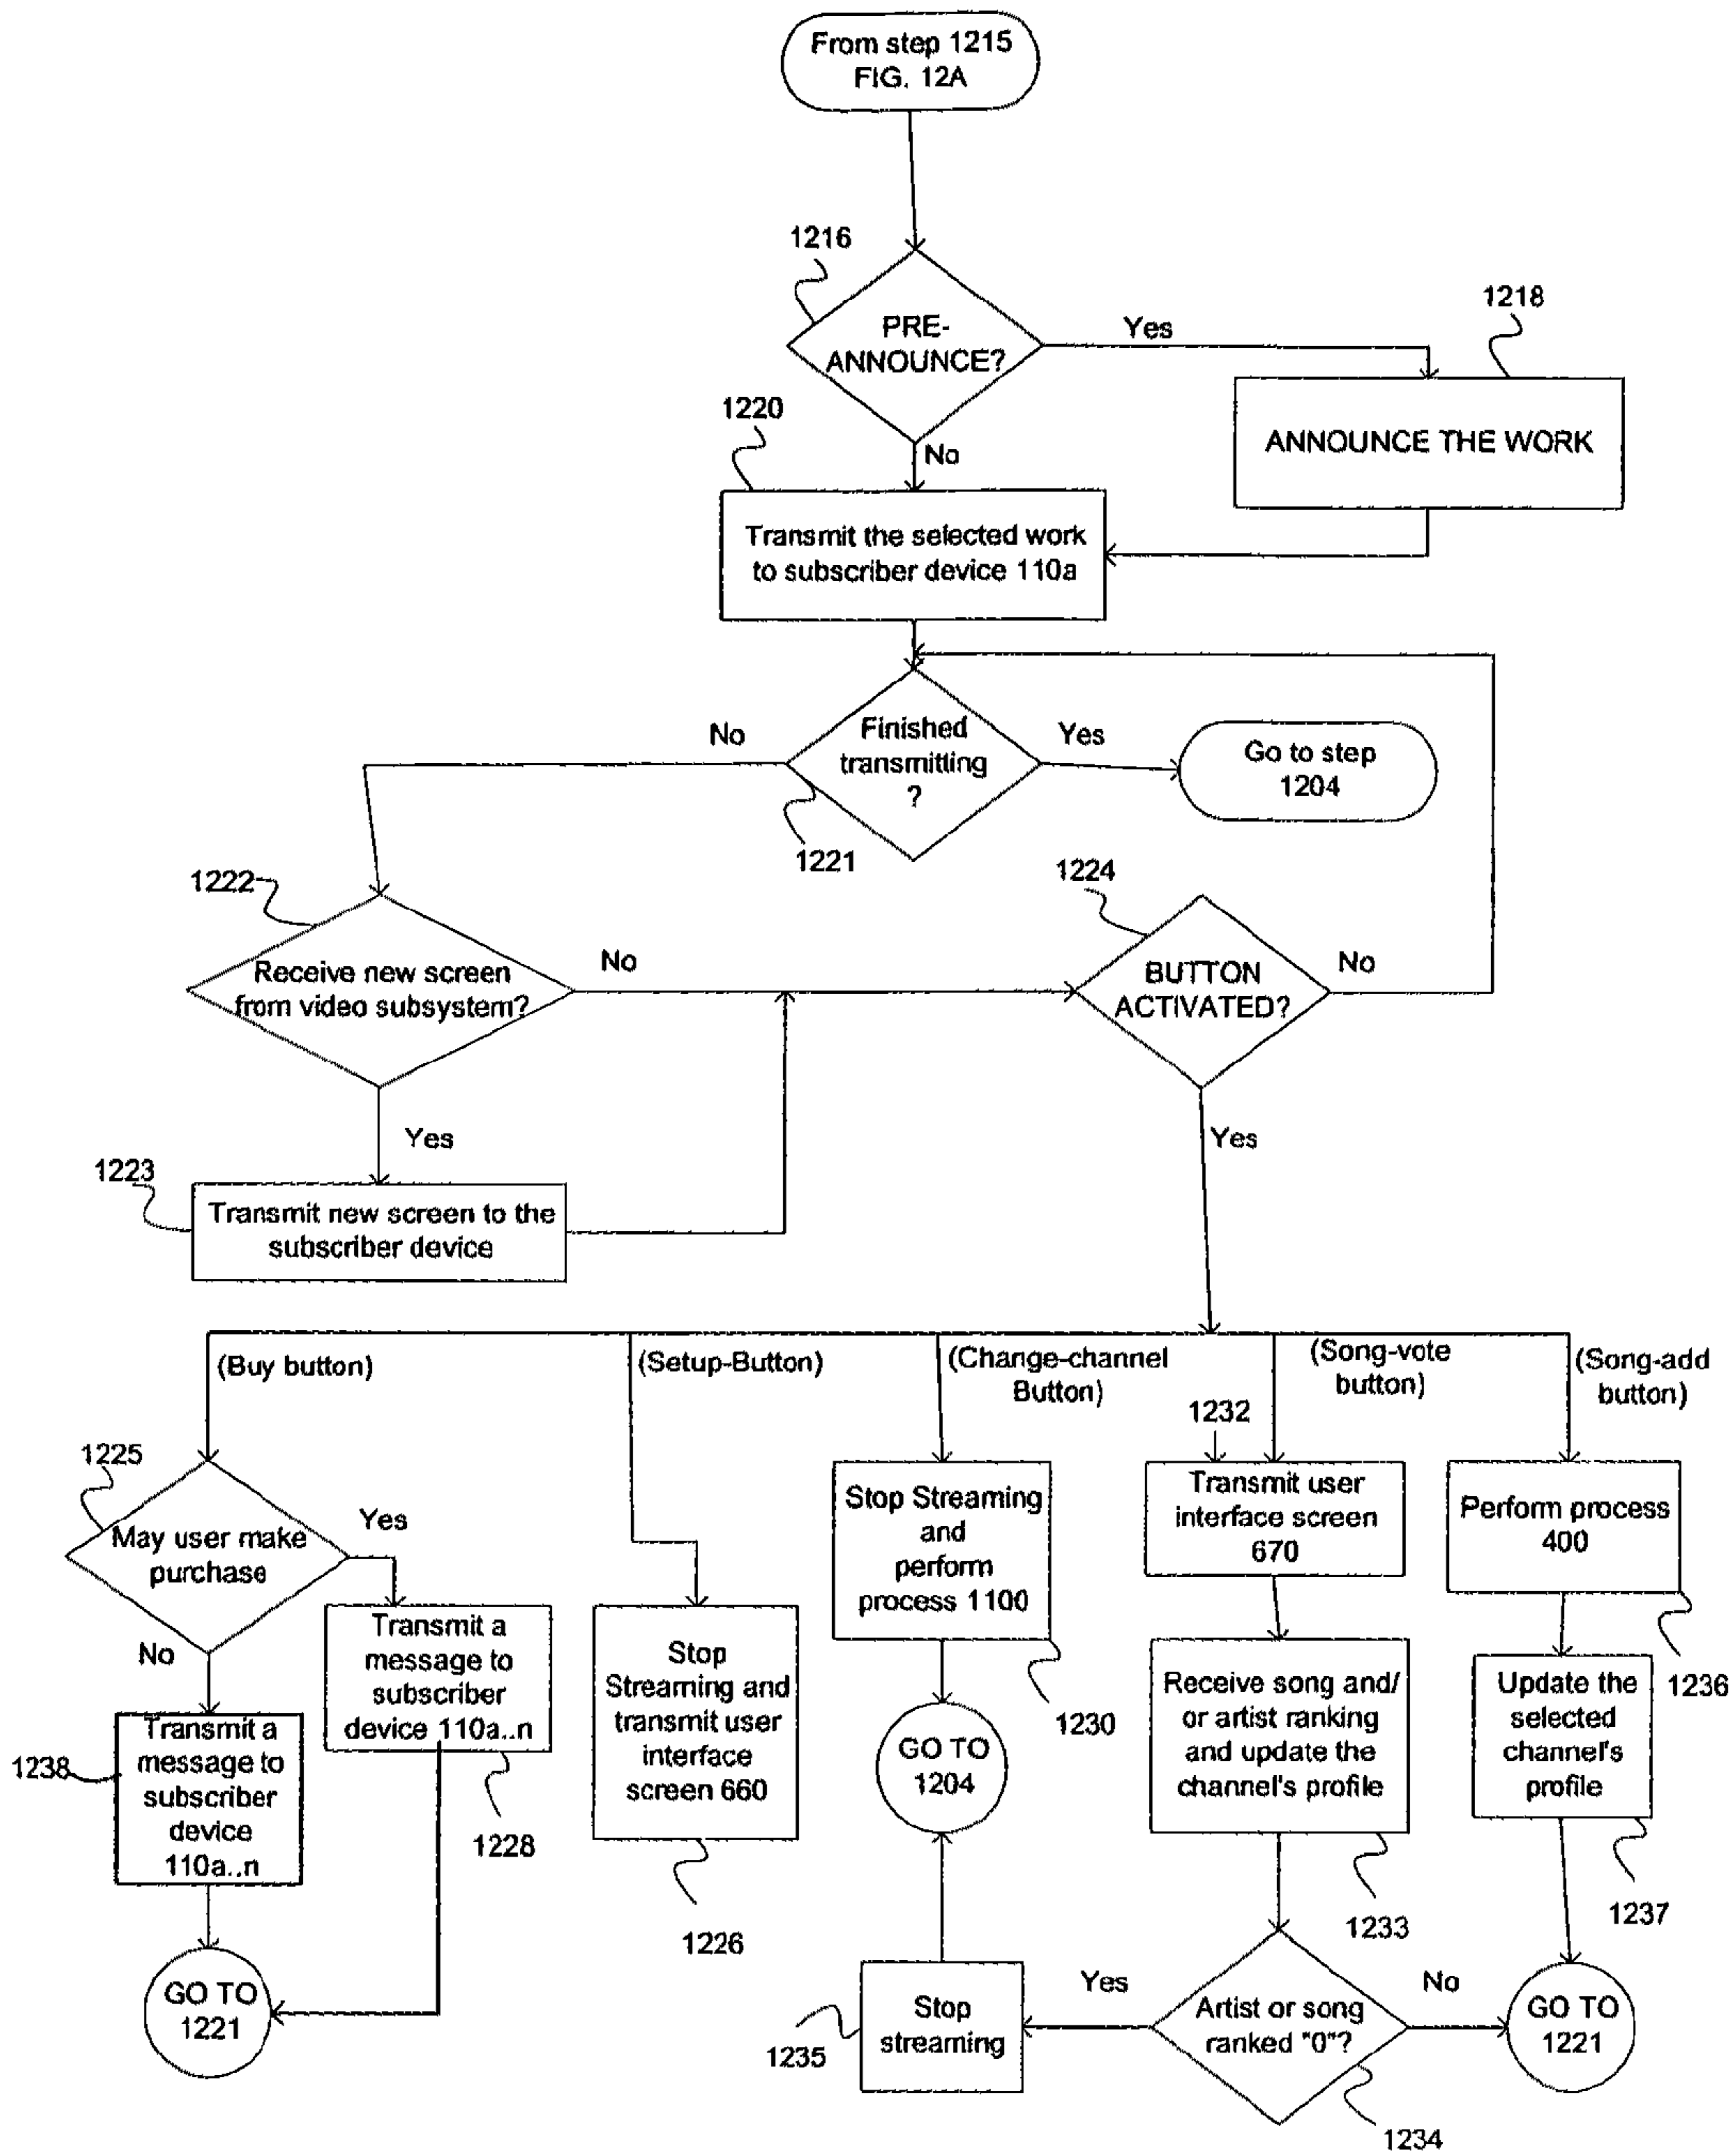 From step 1215
FIG. 12A
1216
PRE-
ANNOUNCE?
Yes
1218
ANNOUNCE THE WORK
No
1220
Transmit the selected work
to subscriber device 110a
No
Finished
transmitting
?
Yes
Go to step
1204
1221
1222
Receive new screen
from video subsystem?
No
1224
BUTTON
ACTIVATED?
No
Yes
Yes
1223
Transmit new screen to the
subscriber device
(Buy button)
(Setup-Button)
(Change-channel
Button)
(Song-vote
button)
(Song-add
button)
1225
May user make
purchase
Yes
No
Transmit a
message to
subscriber
device 110a..n
1228
1238
Transmit a
message to
subscriber
device
110a..n
GO TO
1221
Stop
Streaming and
transmit user
interface
screen 660
1226
Stop Streaming
and
perform
process 1100
1230
GO TO
1204
1232
Transmit user
interface screen
670
Receive song and/
or artist ranking
and update the
channel's profile
1233
Perform process
400
1236
Update the
selected
channel's
profile
1237
Artist or song
ranked "0"?
1234
Yes
Stop
streaming
1235
No
GO TO
1221